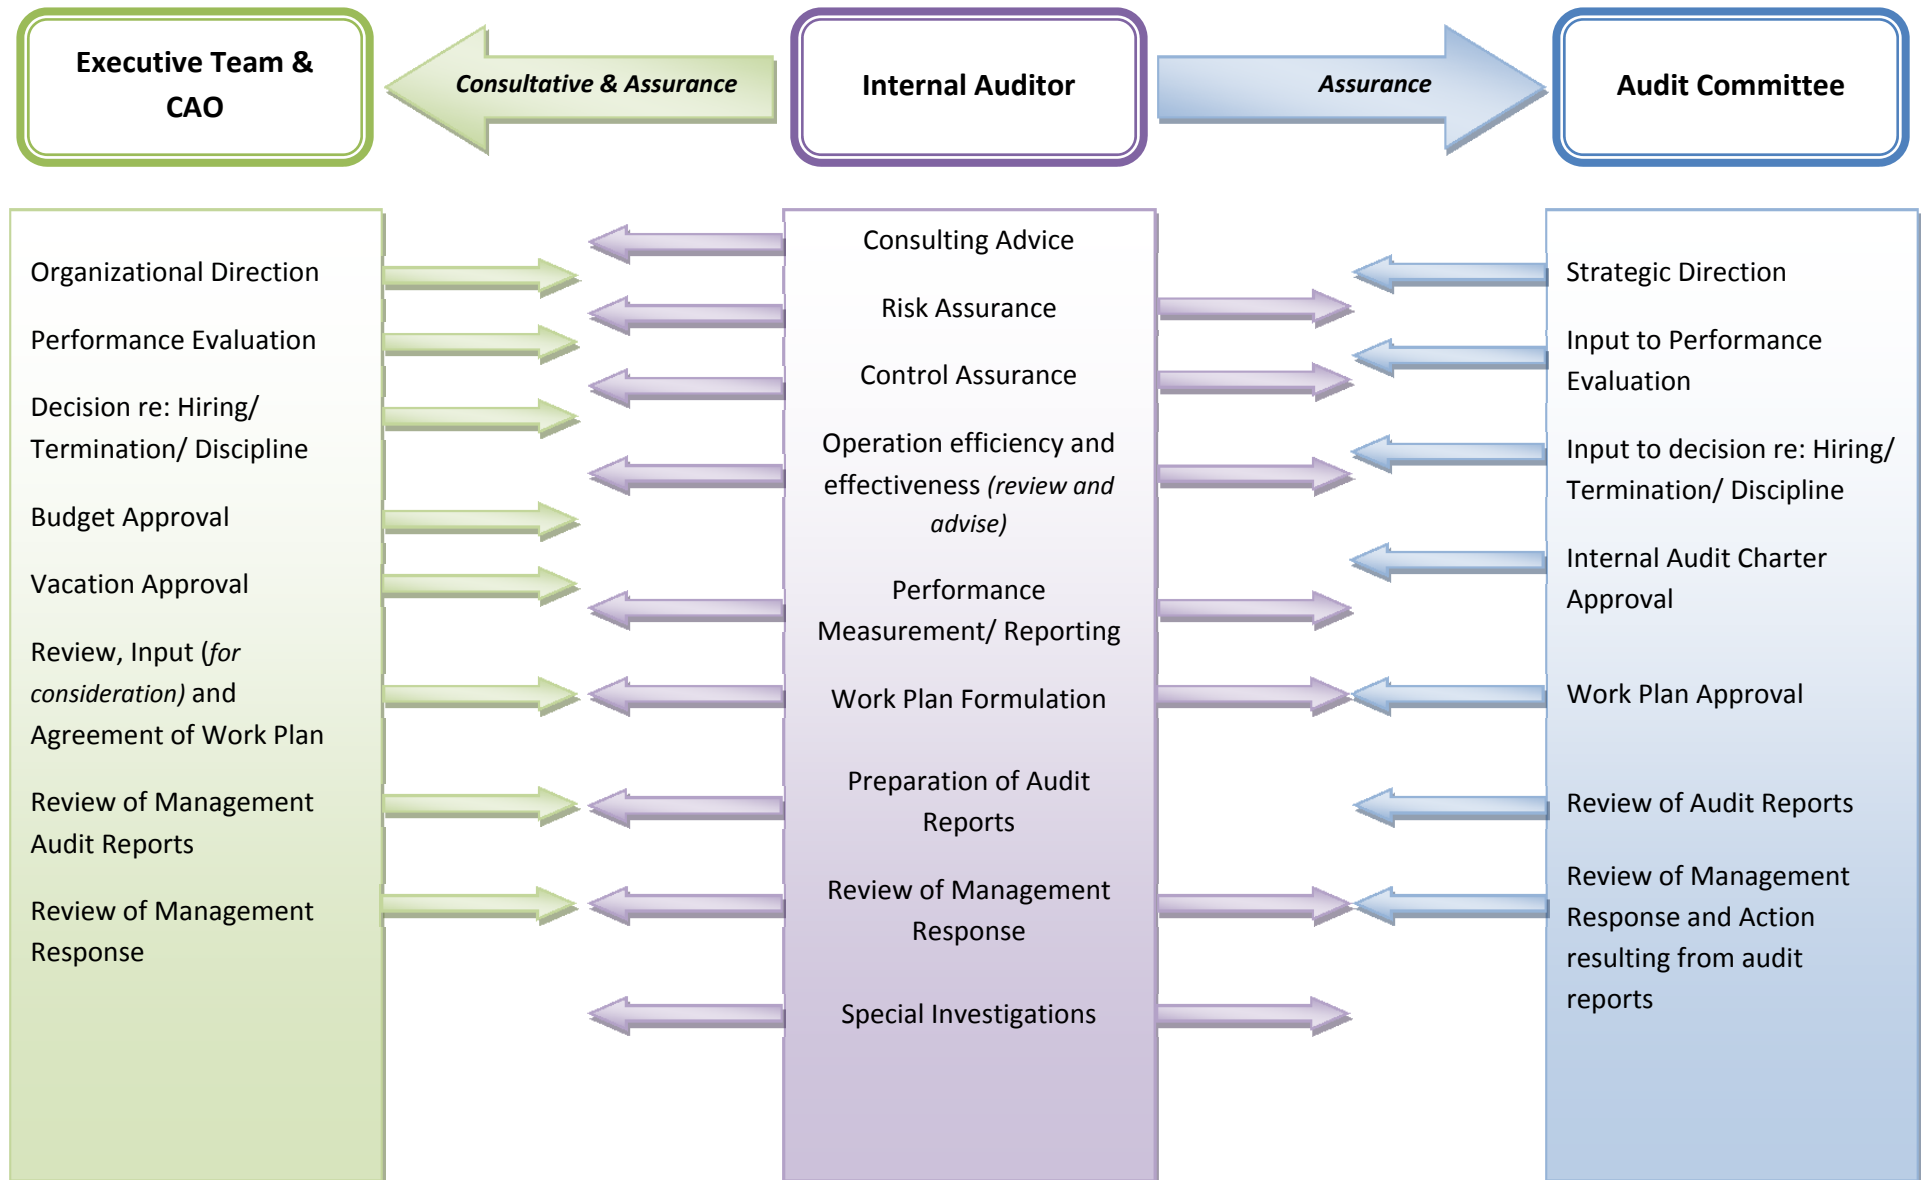 Executive Team &
CAO
Consultative & Assurance
Internal Auditor
Assurance
Audit Committee
Organizational Direction
Performance Evaluation
Decision re: Hiring/
Termination/ Discipline
Budget Approval
Vacation Approval
Review, Input (for
consideration) and
Agreement of Work Plan
Review of Management
Audit Reports
Review of Management
Response
Consulting Advice
Risk Assurance
Control Assurance
Operation efficiency and
effectiveness (review and
advise)
Performance
Measurement/ Reporting
Work Plan Formulation
Preparation of Audit
Reports
Review of Management
Response
Special Investigations
Strategic Direction
Input to Performance
Evaluation
Input to decision re: Hiring/
Termination/ Discipline
Internal Audit Charter
Approval
Work Plan Approval
Review of Audit Reports
Review of Management
Response and Action
resulting from audit
reports